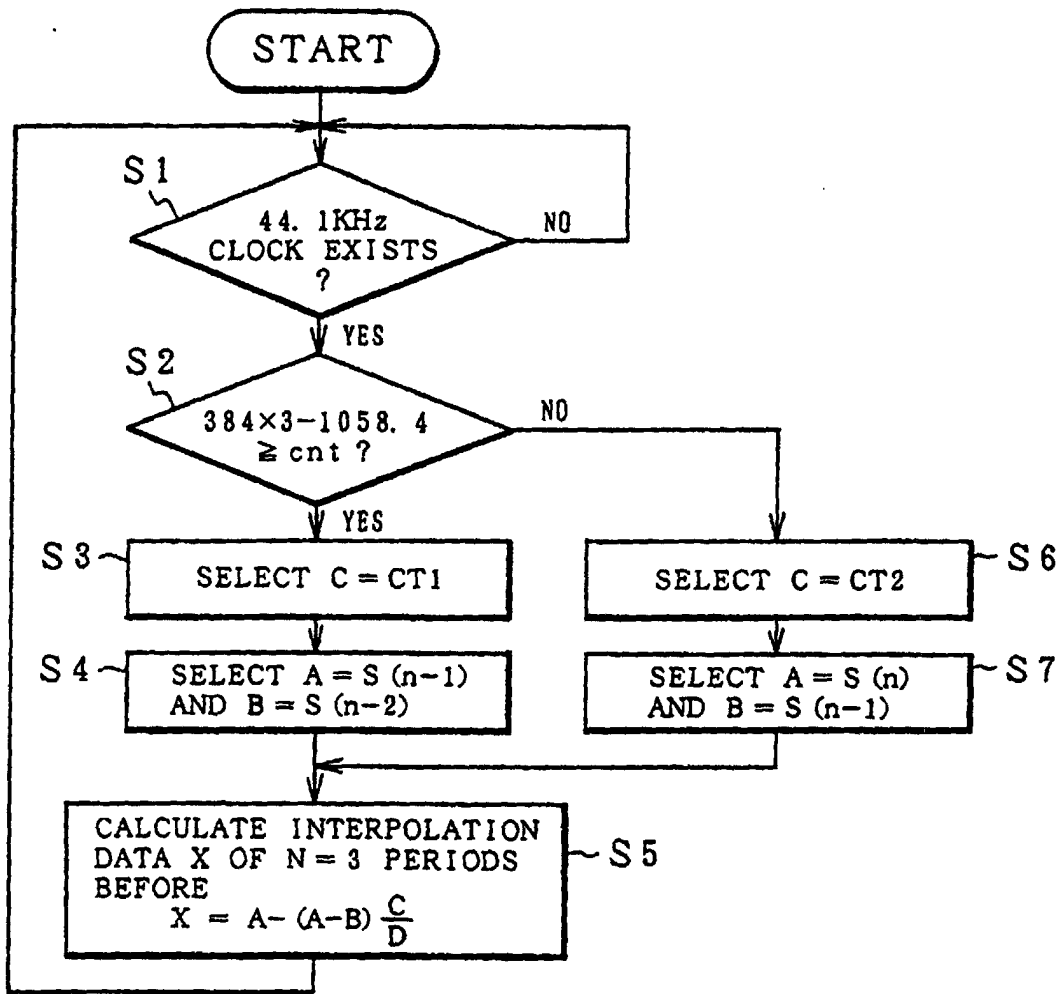 START
S1
44.1KHz
CLOCK EXISTS
?
NO
YES
S2
384×3-1058.4
≧cnt?
NO
YES
S3
SELECT C=CT1
SELECT C=CT2
S6
S4
SELECT A=S(n-1)
AND B=S(n-2)
SELECT A=S(n)
AND B=S(n-1)
S7
CALCULATE INTERPOLATION
DATA X OF N=3 PERIODS
BEFORE
X = A-(A-B) C/D
S5